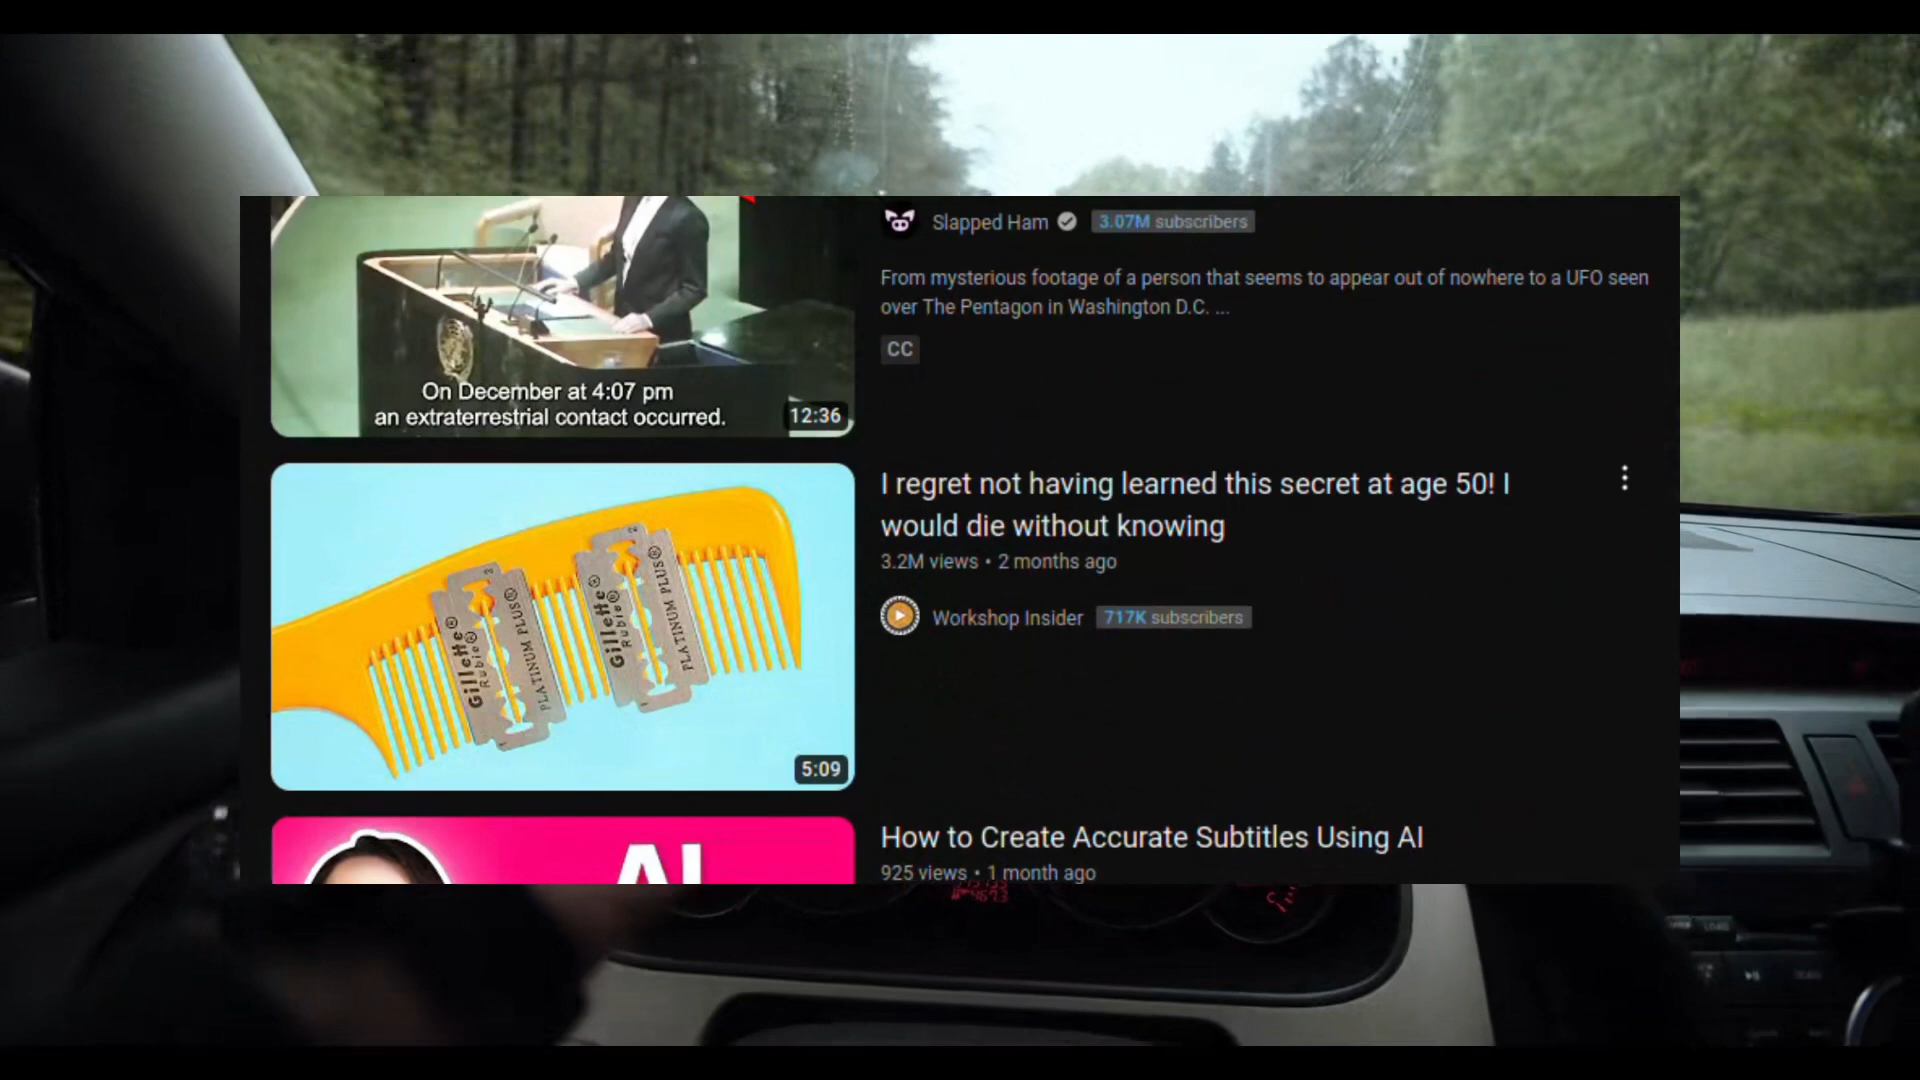 Slapped Ham 3.07M subscribers
From mysterious footage of a person that seems to appear out of nowhere to a UFO seen
over The Pentagon in Washington D.C. ...
CC
On December at 4:07 pm
an extraterrestrial contact occurred.
12:36
I regret not having learned this secret at age 50! I
would die without knowing
3.2M views • 2 months ago
Workshop Insider 717K subscribers
Gillette®
Rubie®
PLATINUM PLUS®
Gillette®
Rubie®
PLATINUM PLUS®
5:09
AI
How to Create Accurate Subtitles Using AI
925 views • 1 month ago
LOAD